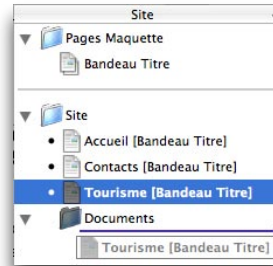 Site
Pages Maquette
Bandeau Titre
Site
Accueil [Bandeau Titre]
Contacts [Bandeau Titre]
Tourisme [Bandeau Titre]
Documents
Tourisme [Bandeau Titre]